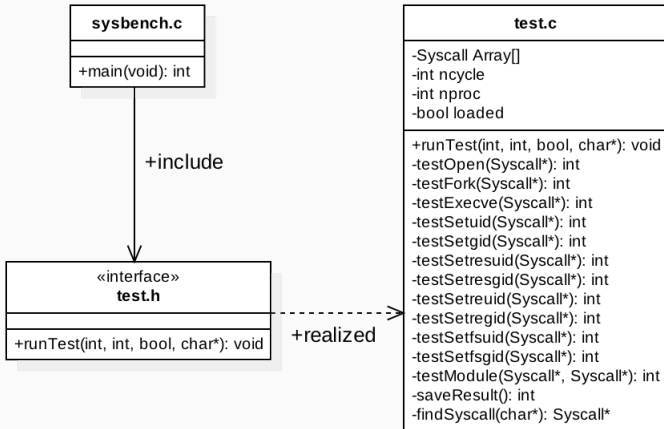 sysbench.c
+main(void): int
+include
«interface»
test.h
+runTest(int, int, bool, char*): void
+realized
test.c
-Syscall Array[]
-int ncycle
-int nproc
-bool loaded
+runTest(int, int, bool, char*): void
-testOpen(Syscall*): int
-testFork(Syscall*): int
-testExecve(Syscall*): int
-testSetuid(Syscall*): int
-testSetgid(Syscall*): int
-testSetresuid(Syscall*): int
-testSetresgid(Syscall*): int
-testSetreuid(Syscall*): int
-testSetregid(Syscall*): int
-testSetfsuid(Syscall*): int
-testSetfsgid(Syscall*): int
-testModule(Syscall*, Syscall*): int
-saveResult(): int
-findSyscall(char*): Syscall*